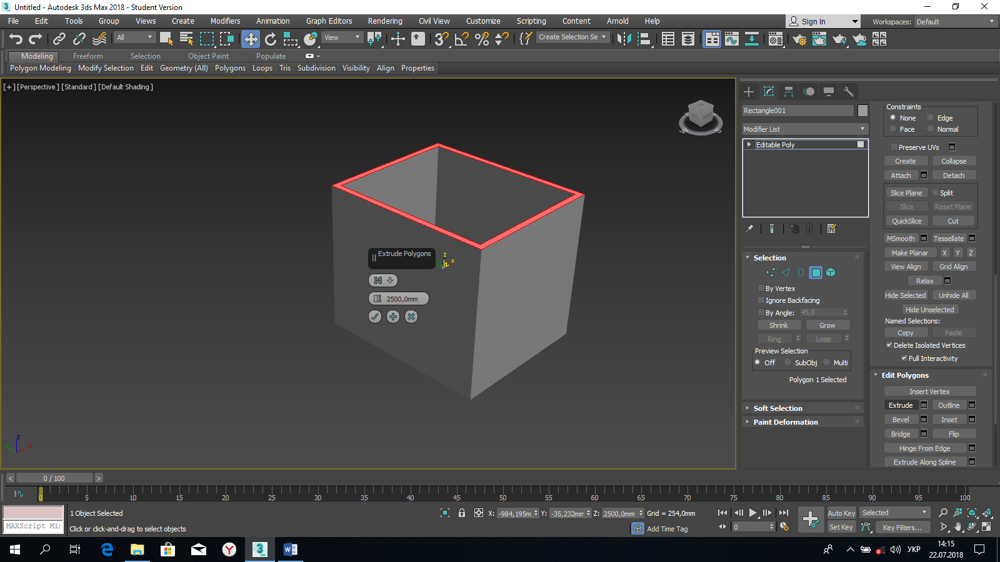 Untitled - Autodesk 3ds Max 2018 - Student Version
File Edit Tools Group Views Create Modifiers Animation Graph Editors Rendering Civil View Customize Scripting Content Arnold Help
Sign In Workspaces: Default
All View Create Selection Se
Modeling Freeform Selection Object Paint Populate
Polygon Modeling Modify Selection Edit Geometry (All) Polygons Loops Tris Subdivision Visibility Align Properties
[+] [Perspective] [Standard] [Default Shading]
Extrude Polygons
2500,0mm
z
x
z
y
x
Rectangle001
Modifier List
Editable Poly
Selection
By Vertex
Ignore Backfacing
By Angle: 45,0
Shrink Grow
Ring Loop
Preview Selection
Off SubObj Multi
Polygon 1 Selected
Soft Selection
Paint Deformation
Constraints
None Edge
Face Normal
Preserve UVs
Create Collapse
Attach Detach
Slice Plane Split
Slice Reset Plane
QuickSlice Cut
MSmooth Tessellate
Make Planar X Y Z
View Align Grid Align
Relax
Hide Selected Unhide All
Hide Unselected
Named Selections:
Copy Paste
Delete Isolated Vertices
Full Interactivity
Edit Polygons
Insert Vertex
Extrude Outline
Bevel Inset
Bridge Flip
Hinge From Edge
Extrude Along Spline
< 0 / 100 >
0 5 10 15 20 25 30 35 40 45 50 55 60 65 70 75 80 85 90 95 100
1 Object Selected X: -984,195m Y: -35,232mm Z: 2500,0mm Grid = 254,0mm
Auto Key Selected
MAXScript Mi
Click or click-and-drag to select objects Add Time Tag 0 Set Key Key Filters...
УКР
14:15
22.07.2018